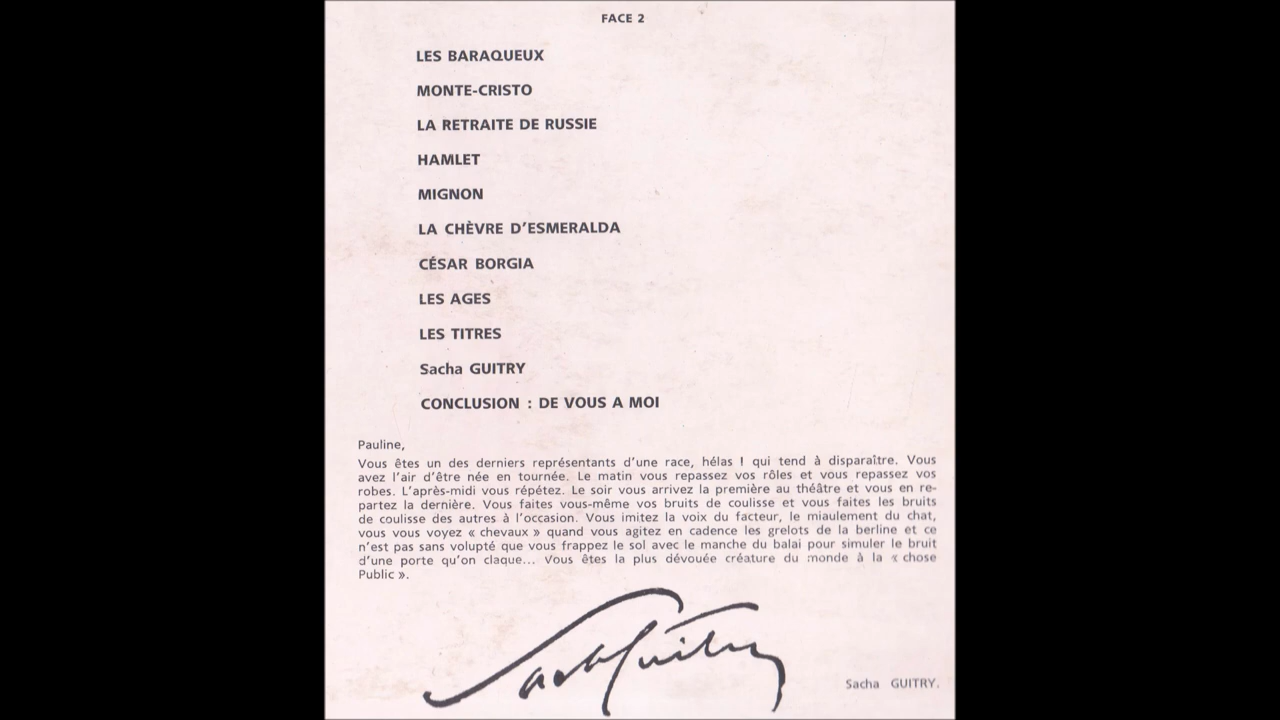 FACE 2
LES BARAQUEUX
MONTE-CRISTO
LA RETRAITE DE RUSSIE
HAMLET
MIGNON
LA CHÈVRE D'ESMERALDA
CÉSAR BORGIA
LES AGES
LES TITRES
Sacha GUITRY
CONCLUSION : DE VOUS A MOI
Pauline,
Vous êtes un des derniers représentants d'une race, hélas ! qui tend à disparaître. Vous
avez l'air d'être née en tournée. Le matin vous repassez vos rôles et vous repassez vos
robes. L'après-midi vous répétez. Le soir vous arrivez la première au théâtre et vous en re-
partez la dernière. Vous faites vous-même vos bruits de coulisse et vous faites les bruits
de coulisse des autres à l'occasion. Vous imitez la voix du facteur, le miaulement du chat,
vous vous voyez « chevaux » quand vous agitez en cadence les grelots de la berline et ce
n'est pas sans volupté que vous frappez le sol avec le manche du balai pour simuler le bruit
d'une porte qu'on claque... Vous êtes la plus dévouée créature du monde à la « chose
Public ».
Sacha Guitry
Sacha GUITRY.